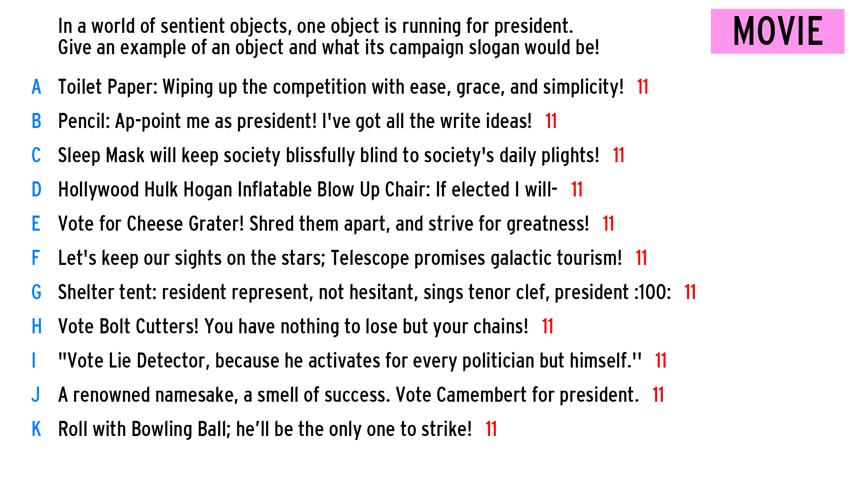 In a world of sentient objects, one object is running for president.
Give an example of an object and what its campaign slogan would be!
MOVIE
A Toilet Paper: Wiping up the competition with ease, grace, and simplicity! 11
B Pencil: Ap-point me as president! I've got all the write ideas! 11
C Sleep Mask will keep society blissfully blind to society's daily plights! 11
D Hollywood Hulk Hogan Inflatable Blow Up Chair: If elected I will- 11
E Vote for Cheese Grater! Shred them apart, and strive for greatness! 11
F Let's keep our sights on the stars; Telescope promises galactic tourism! 11
G Shelter tent: resident represent, not hesitant, sings tenor clef, president :100: 11
H Vote Bolt Cutters! You have nothing to lose but your chains! 11
I "Vote Lie Detector, because he activates for every politician but himself.'' 11
J A renowned namesake, a smell of success. Vote Camembert for president. 11
K Roll with Bowling Ball; he’ll be the only one to strike! 11